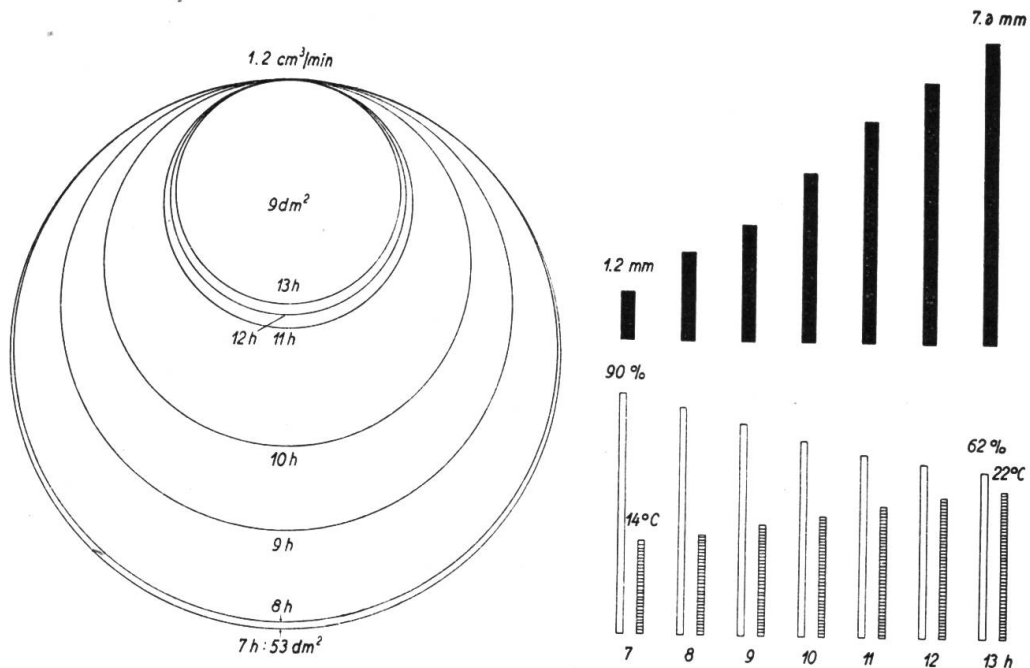 1.2 cm³/min
9 dm²
13 h
12 h 11 h
10 h
9 h
8 h
7 h : 53 dm²
1.2 mm
mm
90 %
14°C
62 %
22°C
7 8 9 10 11 12 13 h